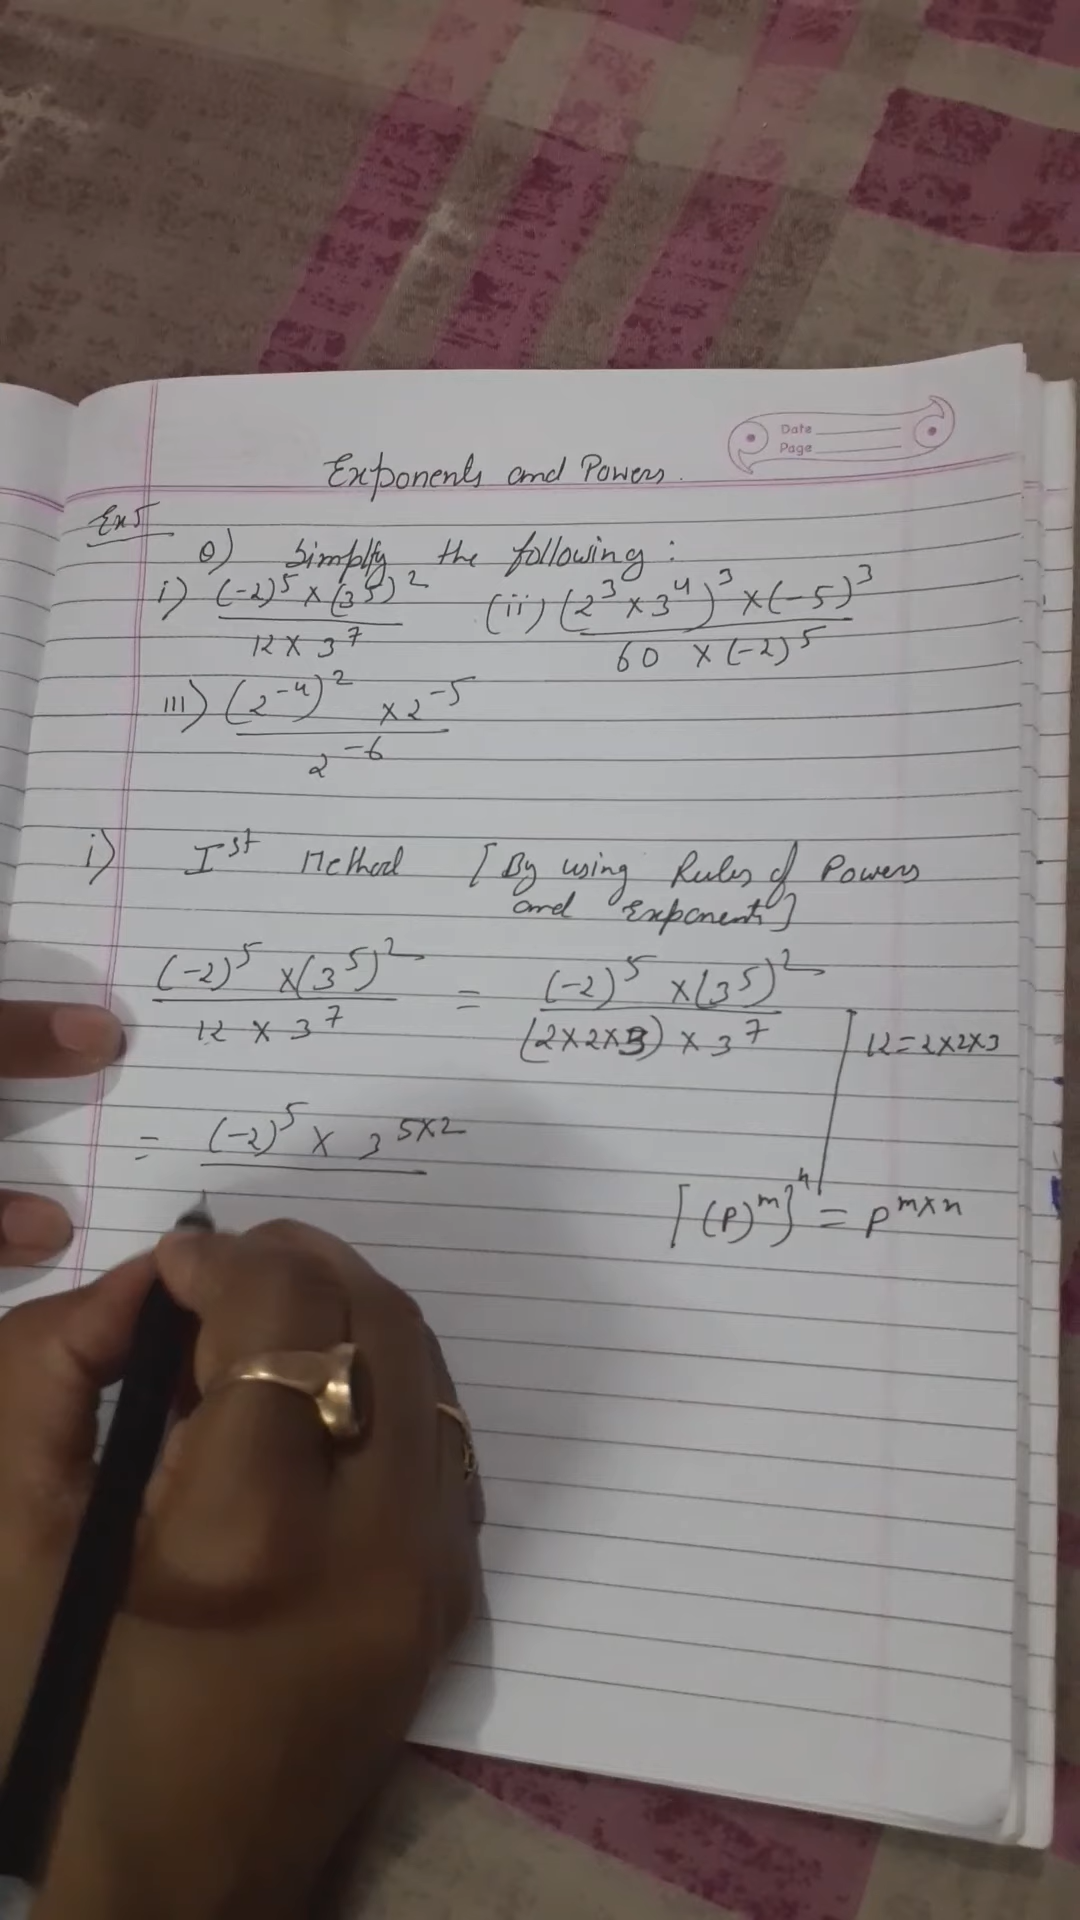 Date
Page
Exponents and Powers.
Ex 5
Q) Simplify the following :
i) (-2)^5 × (3^5)^2 / 12 × 3^7 (ii) (2^3 × 3^4)^3 × (-5)^3 / 60 × (-2)^5
iii) (2^-4)^2 × 2^-5 / 2^-6
i) Ist Method [By using Rules of Powers
and Exponents]
(-2)^5 × (3^5)^2 / 12 × 3^7 = (-2)^5 × (3^5)^2 / (2×2×3) × 3^7 [12=2×2×3
= (-2)^5 × 3^5×2
[(P)^m]^n = P^m×n